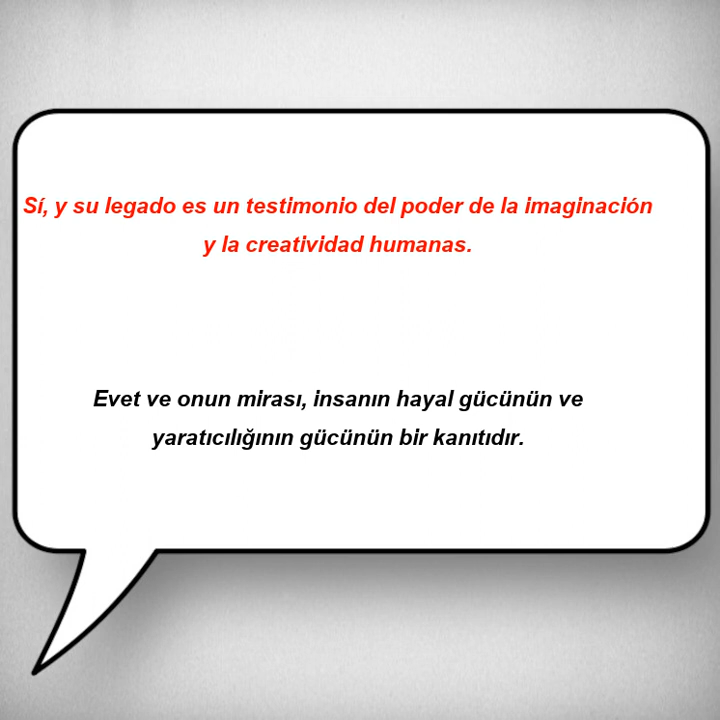 Sí, y su legado es un testimonio del poder de la imaginación
y la creatividad humanas.
Evet ve onun mirası, insanın hayal gücünün ve
yaratıcılığının gücünün bir kanıtıdır.